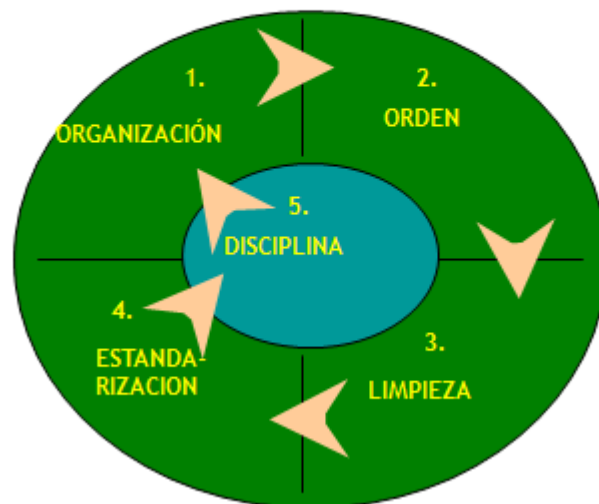 1.
ORGANIZACIÓN
2.
ORDEN
3.
LIMPIEZA
4.
ESTANDA-
RIZACION
5.
DISCIPLINA